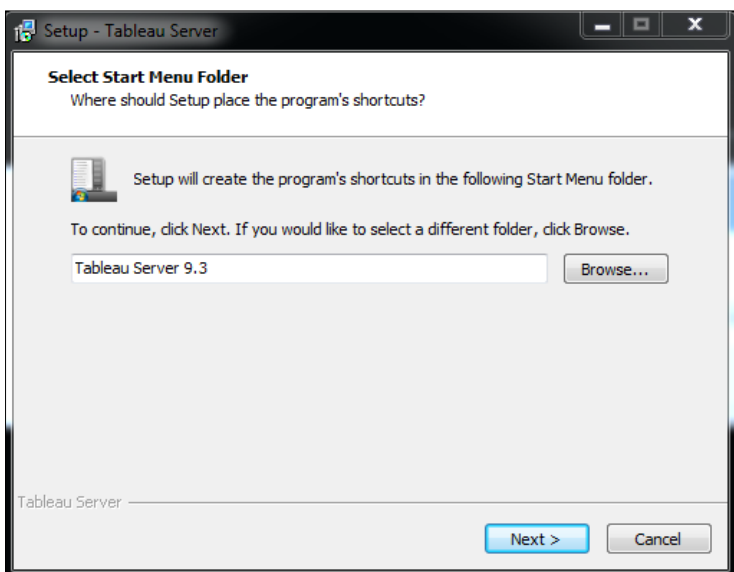 Setup - Tableau Server
Select Start Menu Folder
Where should Setup place the program's shortcuts?
Setup will create the program's shortcuts in the following Start Menu folder.
To continue, click Next. If you would like to select a different folder, click Browse.
Tableau Server 9.3
Browse...
Tableau Server
Next >
Cancel